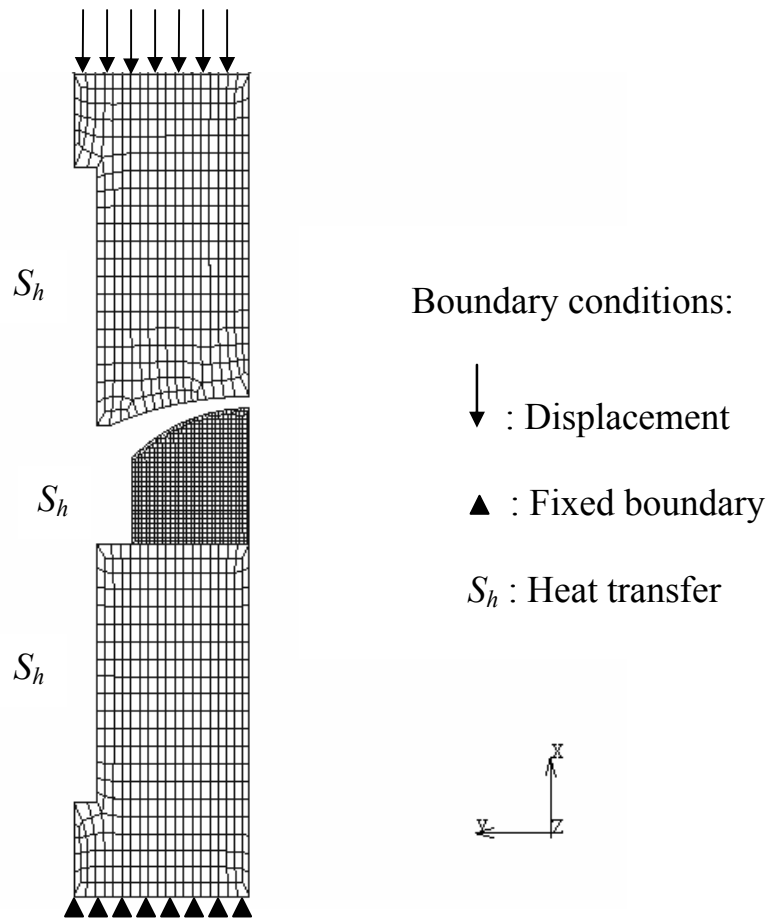 S_h
Boundary conditions:
: Displacement
S_h
: Fixed boundary
S_h : Heat transfer
S_h
X
Y
Z